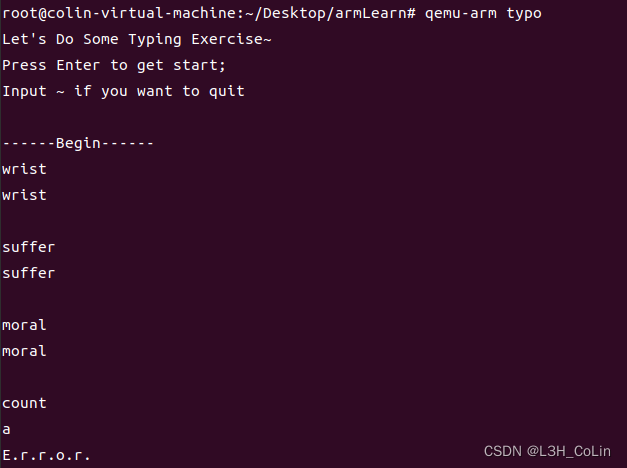 root@colin-virtual-machine:~/Desktop/armLearn# qemu-arm typo
Let's Do Some Typing Exercise~
Press Enter to get start;
Input ~ if you want to quit
------Begin------
wrist
wrist
suffer
suffer
moral
moral
count
a
E.r.r.o.r.
CSDN @L3H_CoLin